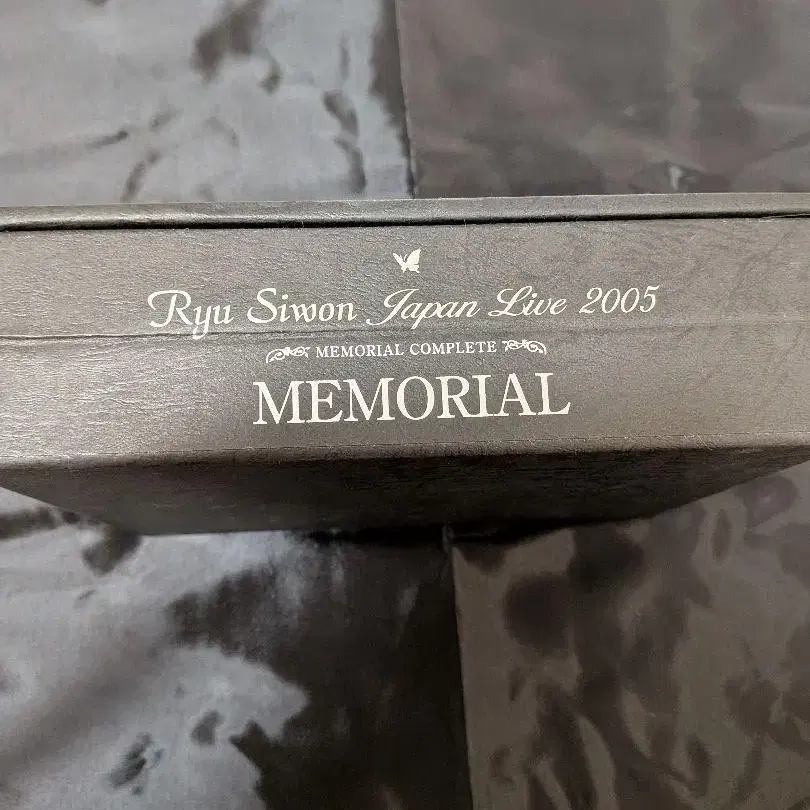 Ryu Siwon Japan Live 2005
MEMORIAL COMPLETE
MEMORIAL